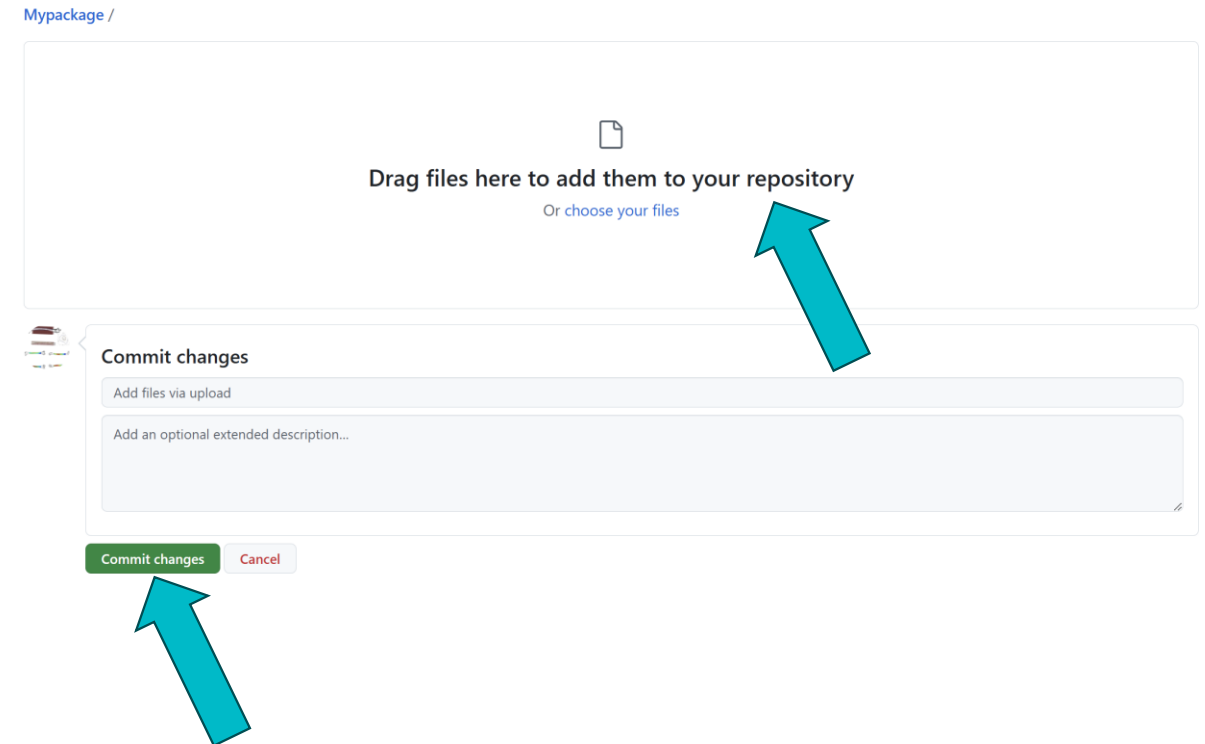 Mypackage /
Drag files here to add them to your repository
Or choose your files
Commit changes
Add files via upload
Add an optional extended description...
Commit changes
Cancel